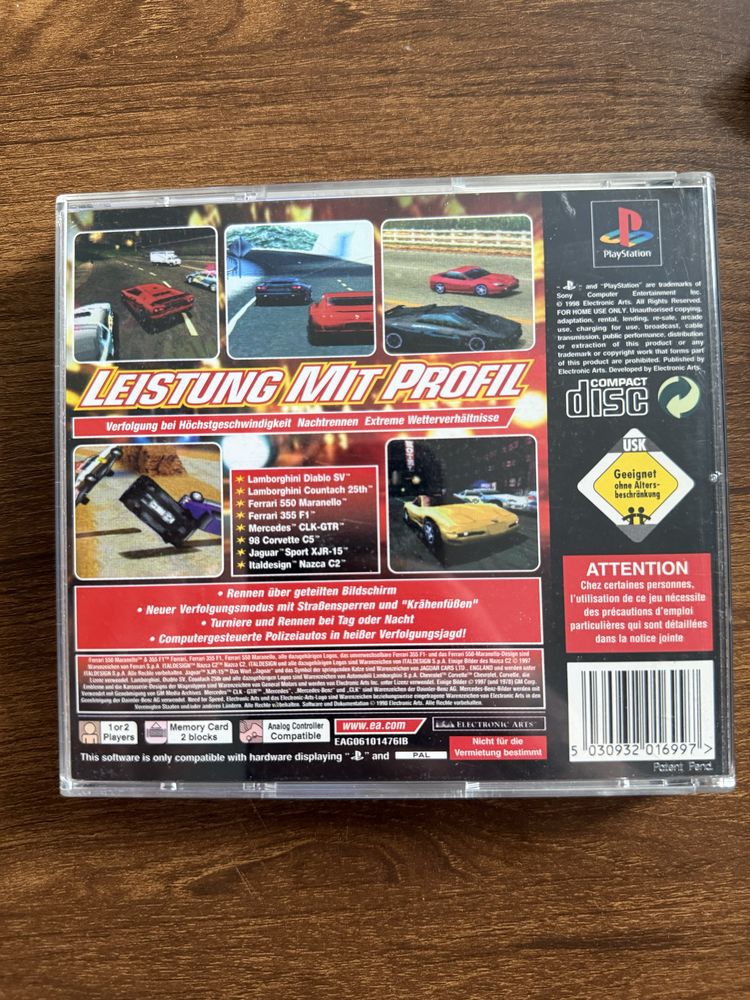 PlayStation
" and "PlayStation" are trademarks of
Sony Computer Entertainment Inc.
© 1998 Electronic Arts. All Rights Reserved.
FOR HOME USE ONLY. Unauthorised copying,
adaptation, rental, lending, re-sale, arcade
use, charging for use, broadcast, cable
transmission, public performance, distribution
or extraction of this product or any
trademark or copyright work that forms part
of this product are prohibited. Published by
Electronic Arts. Developed by Electronic Arts.
LEISTUNG MIT PROFIL
Verfolgung bei Höchstgeschwindigkeit Nachtrennen Extreme Wetterverhältnisse
COMPACT
disc
USK
Geeignet
ohne Alters-
beschränkung
Lamborghini Diablo SV™
Lamborghini Countach 25th™
Ferrari 550 Maranello™
Ferrari 355 F1™
Mercedes™ CLK-GTR™
98 Corvette C5™
Jaguar™ Sport XJR-15™
Italdesign™ Nazca C2™
• Rennen über geteilten Bildschirm
• Neuer Verfolgungsmodus mit Straßensperren und "Krähenfüßen"
• Turniere und Rennen bei Tag oder Nacht
• Computergesteuerte Polizeiautos in heißer Verfolgungsjagd!
ATTENTION
Chez certaines personnes,
l'utilisation de ce jeu nécessite
des précautions d'emploi
particulières qui sont détaillées
dans la notice jointe
1 or 2
Players
Memory Card
2 blocks
Analog Controller
Compatible
www.ea.com
EAG06101476IB
ELECTRONIC ARTS™
Nicht für die
Vermietung bestimmt
This software is only compatible with hardware displaying " " and PAL
5 030932 016997 >
Patent Pend.